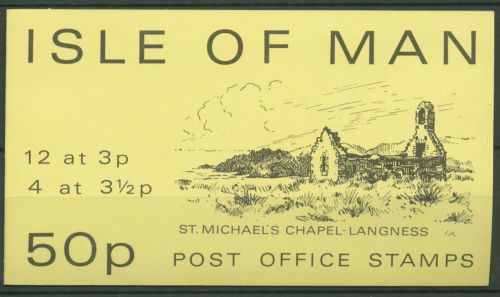 ISLE OF MAN
12 at 3p
4 at 3½p
ST. MICHAEL'S CHAPEL-LANGNESS
50p
POST OFFICE STAMPS